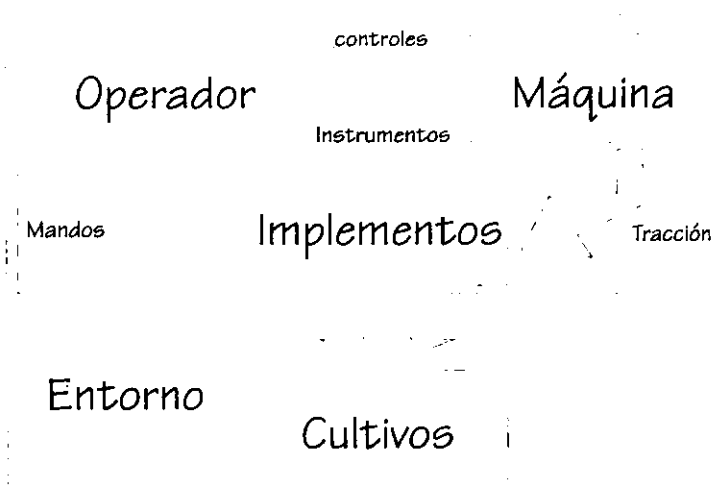 controles
Operador
Máquina
Instrumentos
Mandos
Implementos
Tracción
Entorno
Cultivos